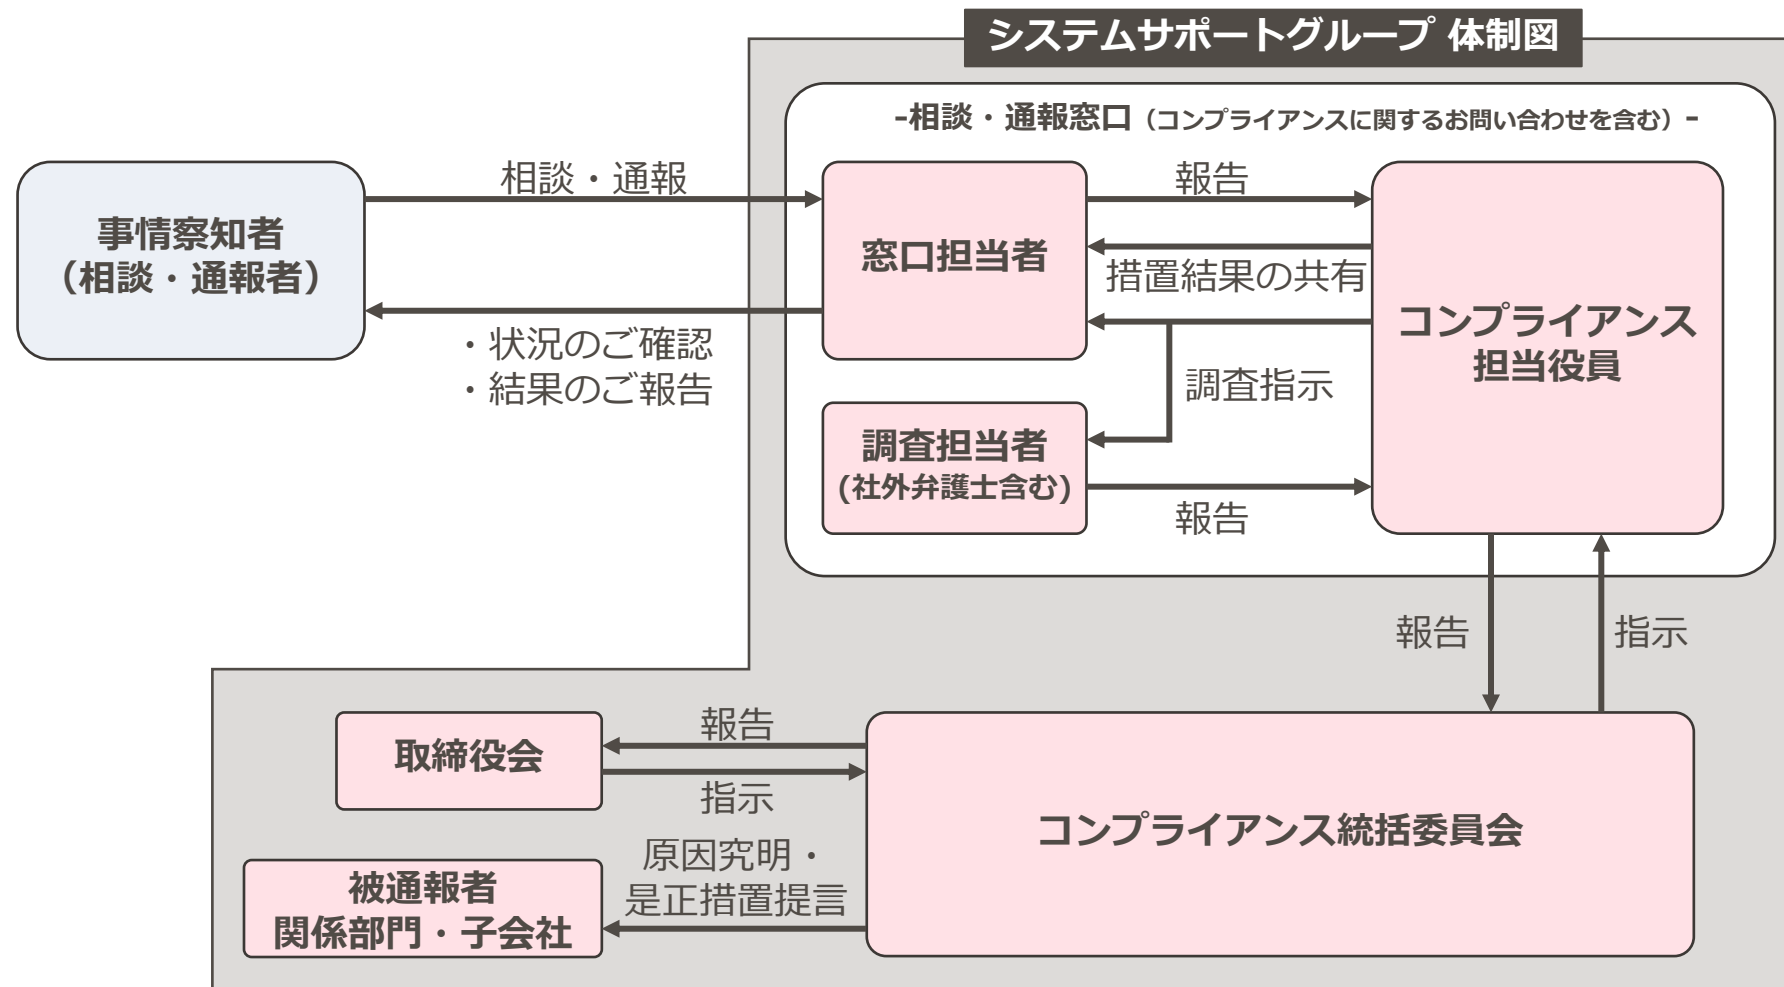 システムサポートグループ 体制図
-相談・通報窓口（コンプライアンスに関するお問い合わせを含む）-
事情察知者
（相談・通報者）
相談・通報
・状況のご確認
・結果のご報告
窓口担当者
報告
措置結果の共有
調査指示
調査担当者
(社外弁護士含む)
報告
コンプライアンス
担当役員
報告
指示
取締役会
報告
指示
コンプライアンス統括委員会
原因究明・
是正措置提言
被通報者
関係部門・子会社